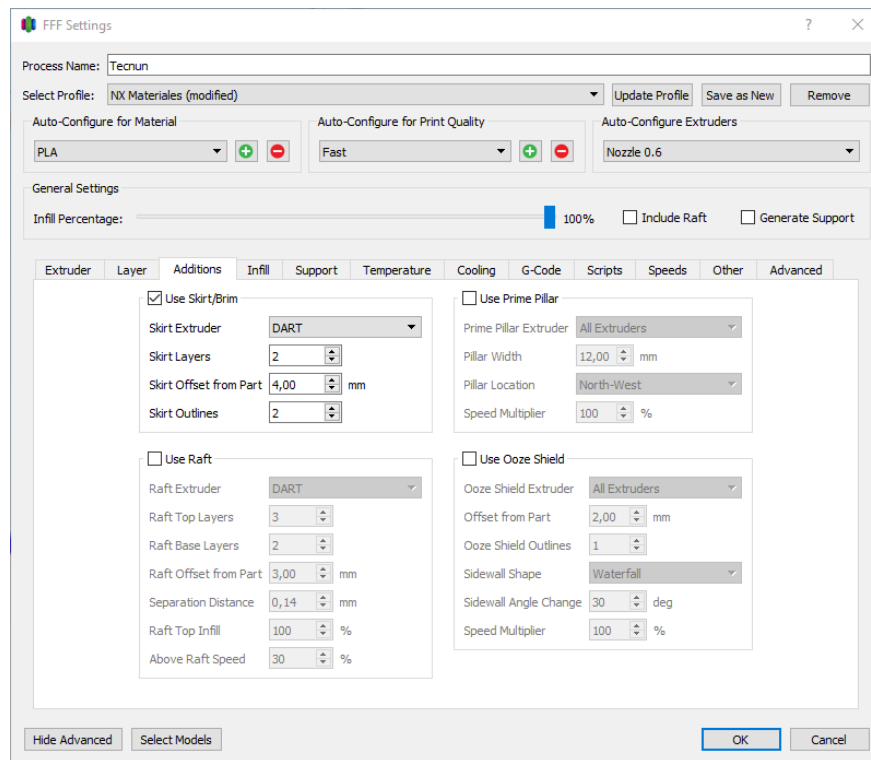 FFF Settings
?
Process Name: Tecnun
Select Profile: NX Materiales (modified) Update Profile Save as New Remove
Auto-Configure for Material Auto-Configure for Print Quality Auto-Configure Extruders
PLA Fast Nozzle 0.6
General Settings
Infill Percentage: 100% Include Raft Generate Support
Extruder Layer Additions Infill Support Temperature Cooling G-Code Scripts Speeds Other Advanced
Use Skirt/Brim
Skirt Extruder DART
Skirt Layers 2
Skirt Offset from Part 4,00 mm
Skirt Outlines 2
Use Prime Pillar
Prime Pillar Extruder All Extruders
Pillar Width 12,00 mm
Pillar Location North-West
Speed Multiplier 100 %
Use Raft
Raft Extruder DART
Raft Top Layers 3
Raft Base Layers 2
Raft Offset from Part 3,00 mm
Separation Distance 0,14 mm
Raft Top Infill 100 %
Above Raft Speed 30 %
Use Ooze Shield
Ooze Shield Extruder All Extruders
Offset from Part 2,00 mm
Ooze Shield Outlines 1
Sidewall Shape Waterfall
Sidewall Angle Change 30 deg
Speed Multiplier 100 %
Hide Advanced Select Models OK Cancel